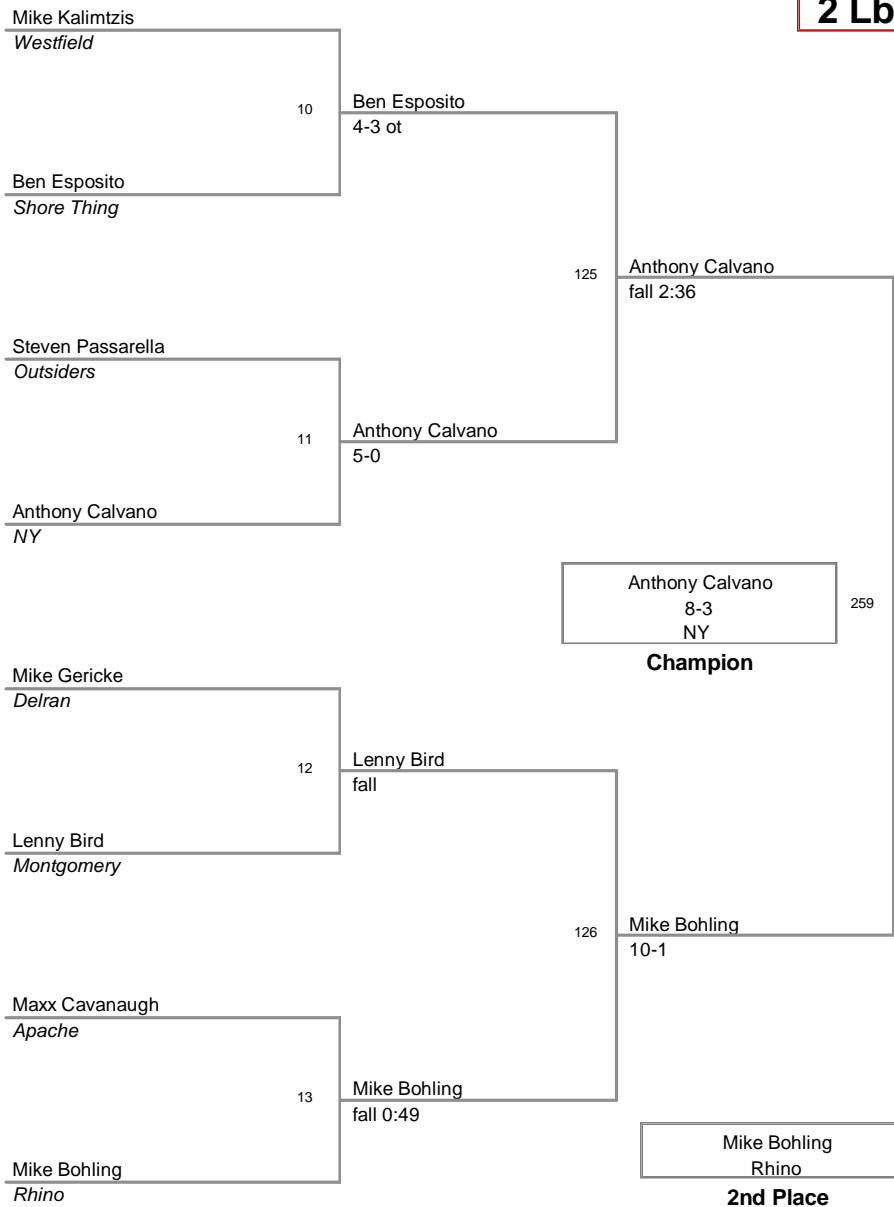 2 Lb
Mike Kalimtzis
Westfield
10
Ben Esposito
4-3 ot
Ben Esposito
Shore Thing
125
Anthony Calvano
fall 2:36
Steven Passarella
Outsiders
11
Anthony Calvano
5-0
Anthony Calvano
NY
Anthony Calvano
8-3
NY
259
Champion
Mike Gericke
Delran
12
Lenny Bird
fall
Lenny Bird
Montgomery
126
Mike Bohling
10-1
Maxx Cavanaugh
Apache
13
Mike Bohling
fall 0:49
Mike Bohling
Rhino
Mike Bohling
Rhino
2nd Place